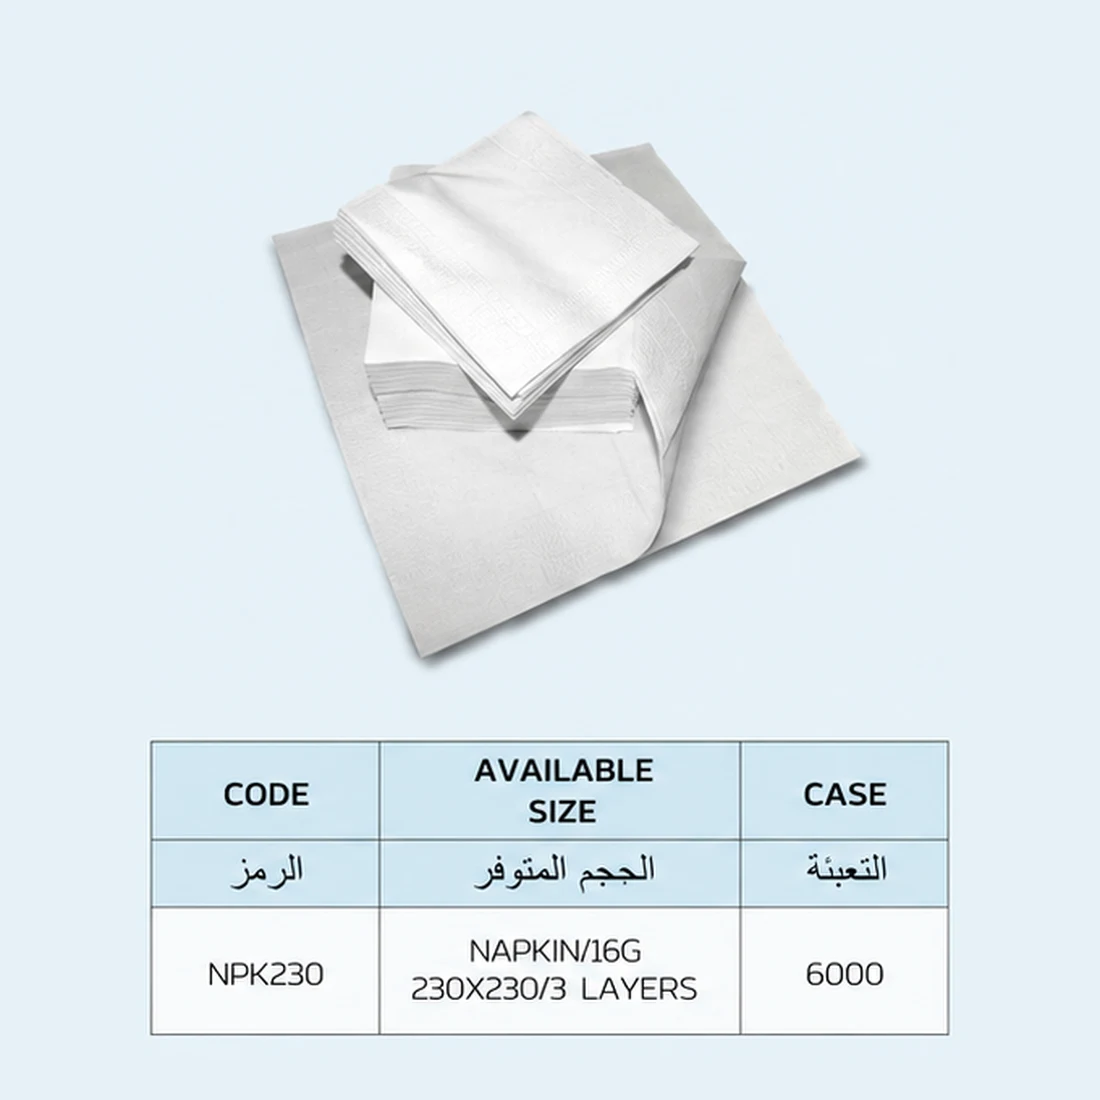 CODE
AVAILABLE
SIZE
CASE
الرمز
الحجم المتوفر
التعبئة
NPK230
NAPKIN/16G
230X230/3 LAYERS
6000